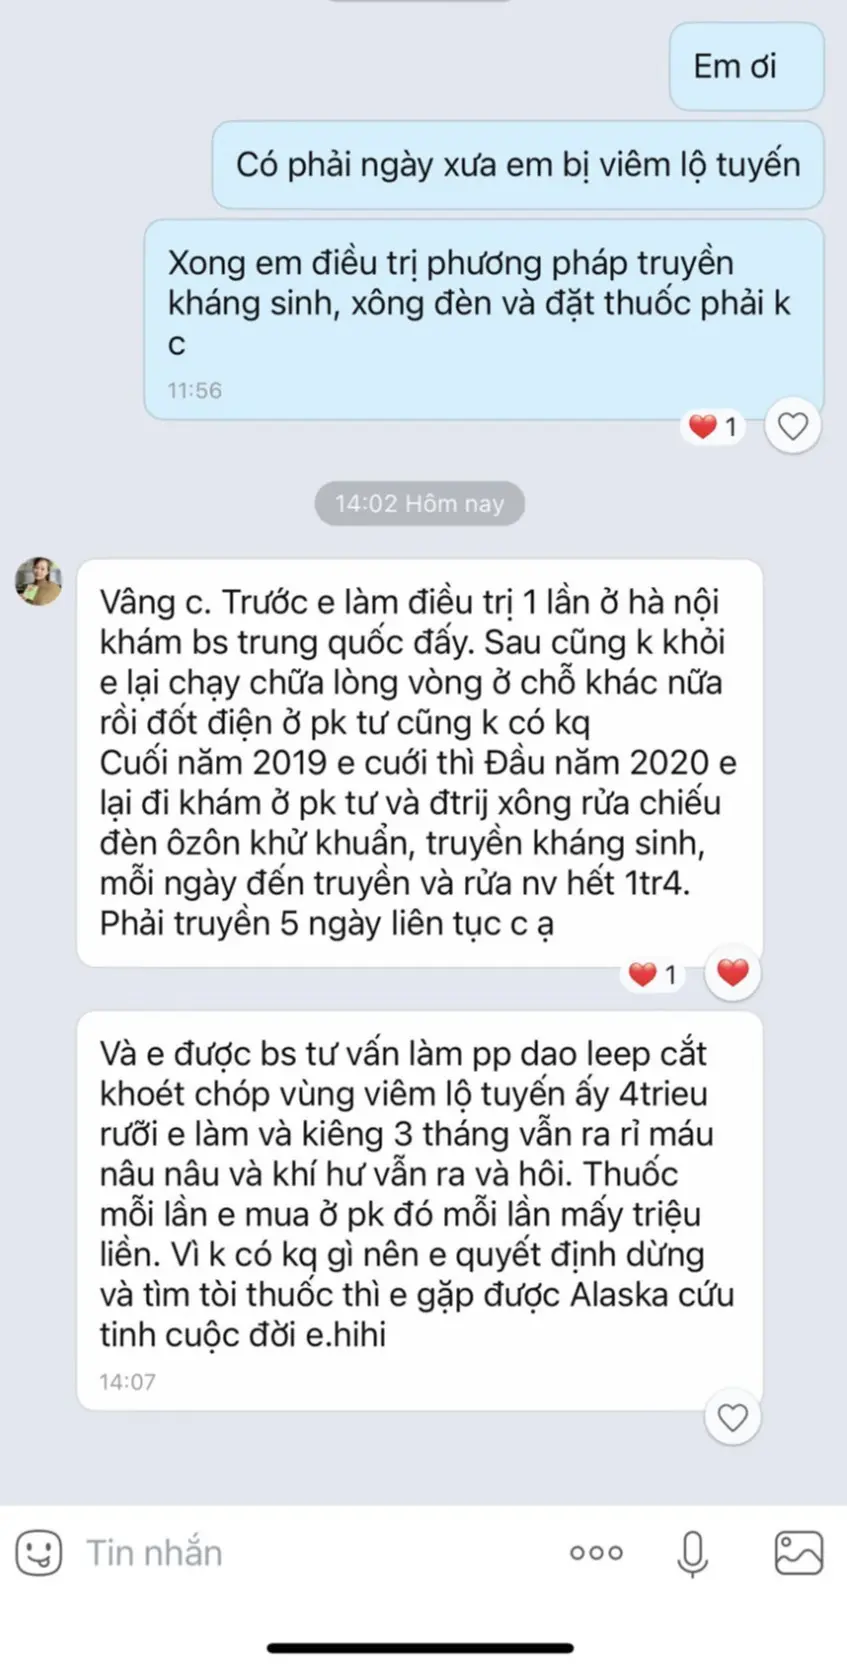 Em ơi
Có phải ngày xưa em bị viêm lộ tuyến
Xong em điều trị phương pháp truyền
kháng sinh, xông đèn và đặt thuốc phải k
c
11:56
1
14:02 Hôm nay
Vâng c. Trước e làm điều trị 1 lần ở hà nội
khám bs trung quốc đấy. Sau cũng k khỏi
e lại chạy chữa lòng vòng ở chỗ khác nữa
rồi đốt điện ở pk tư cũng k có kq
Cuối năm 2019 e cưới thì Đầu năm 2020 e
lại đi khám ở pk tư và đtrij xông rửa chiếu
đèn ôzôn khử khuẩn, truyền kháng sinh,
mỗi ngày đến truyền và rửa nv hết 1tr4.
Phải truyền 5 ngày liên tục c ạ
1
Và e được bs tư vấn làm pp dao leep cắt
khoét chóp vùng viêm lộ tuyến ấy 4trieu
rưỡi e làm và kiêng 3 tháng vẫn ra rỉ máu
nâu nâu và khí hư vẫn ra và hôi. Thuốc
mỗi lần e mua ở pk đó mỗi lần mấy triệu
liền. Vì k có kq gì nên e quyết định dừng
và tìm tòi thuốc thì e gặp được Alaska cứu
tinh cuộc đời e.hihi
14:07
Tin nhắn